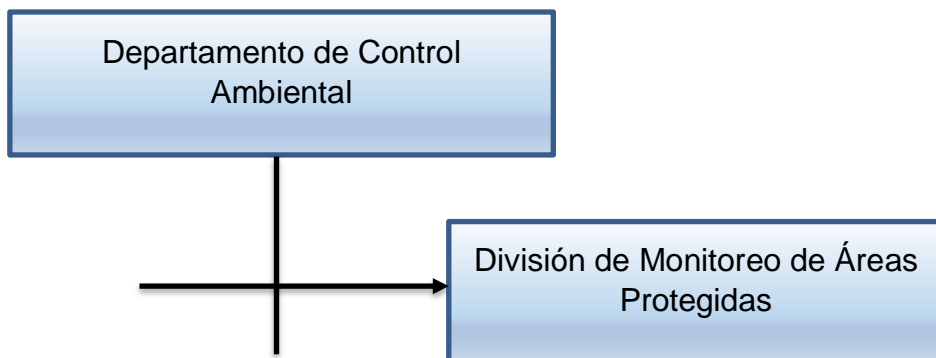 Departamento de Control
Ambiental
División de Monitoreo de Áreas
Protegidas